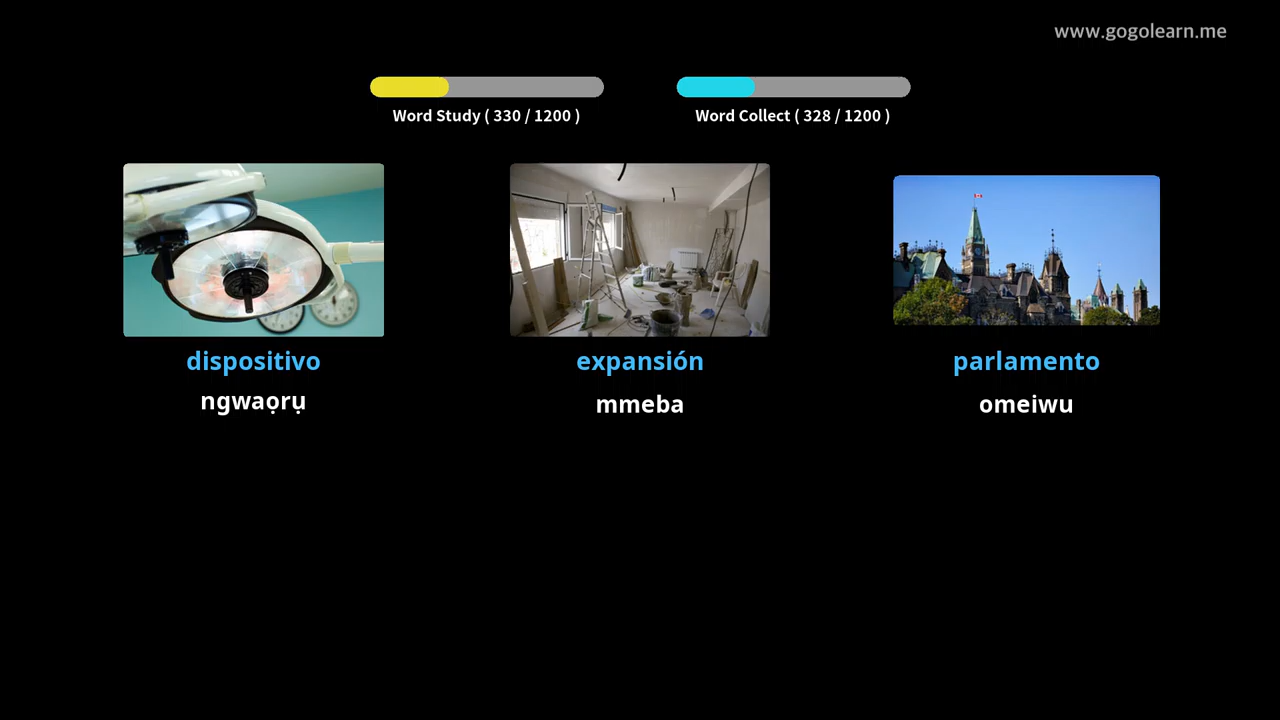 www.gogolearn.me
Word Study ( 330 / 1200 )
Word Collect ( 328 / 1200 )
dispositivo
ngwaọrụ
expansión
mmeba
parlamento
omeiwu